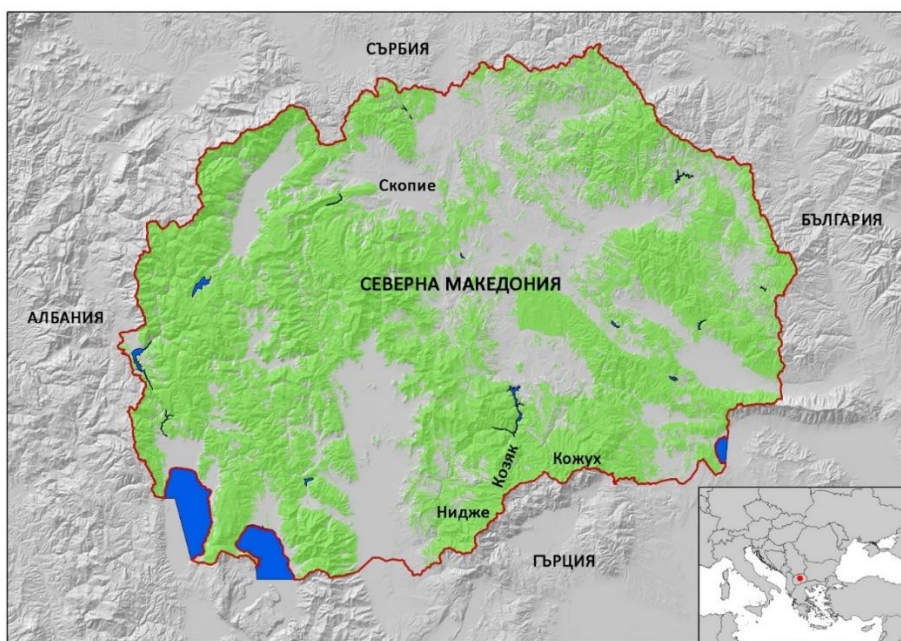 СЪРБИЯ
Скопие
БЪЛГАРИЯ
СЕВЕРНА МАКЕДОНИЯ
АЛБАНИЯ
Козяк
Кожух
Нидже
ГЪРЦИЯ